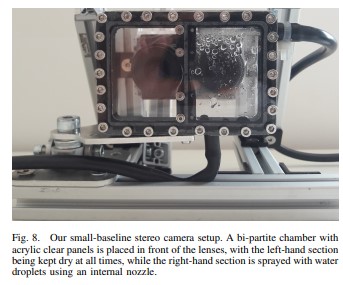 Fig. 8. Our small-baseline stereo camera setup. A bi-partite chamber with
acrylic clear panels is placed in front of the lenses, with the left-hand section
being kept dry at all times, while the right-hand section is sprayed with water
droplets using an internal nozzle.